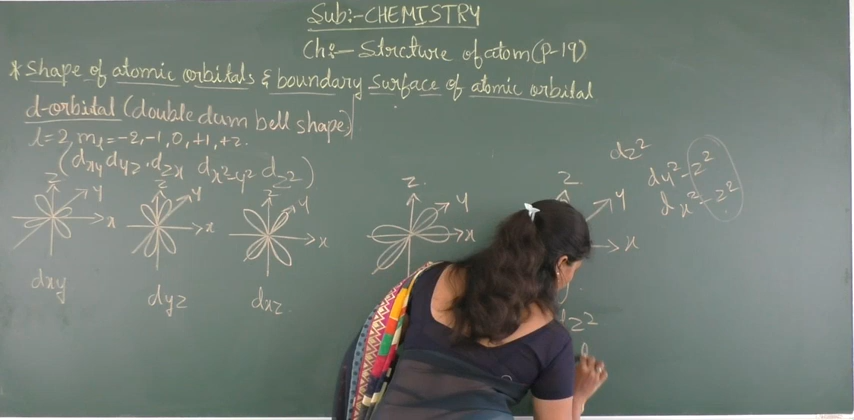 Sub:- CHEMISTRY
Ch:- Strcture of atom (P-19)
* Shape of atomic orbitals & boundary Surface of atomic orbital
d-orbital (double dum bell shape)
l=2, mₗ=-2,-1,0,+1,+2.
(dxy dyz. dzx dx²-y² dz²)
dz²
dy²-z²
dx²-z²
z y x
z y x
z y x
z y x
z y x
dxy
dyz
dxz.
z²